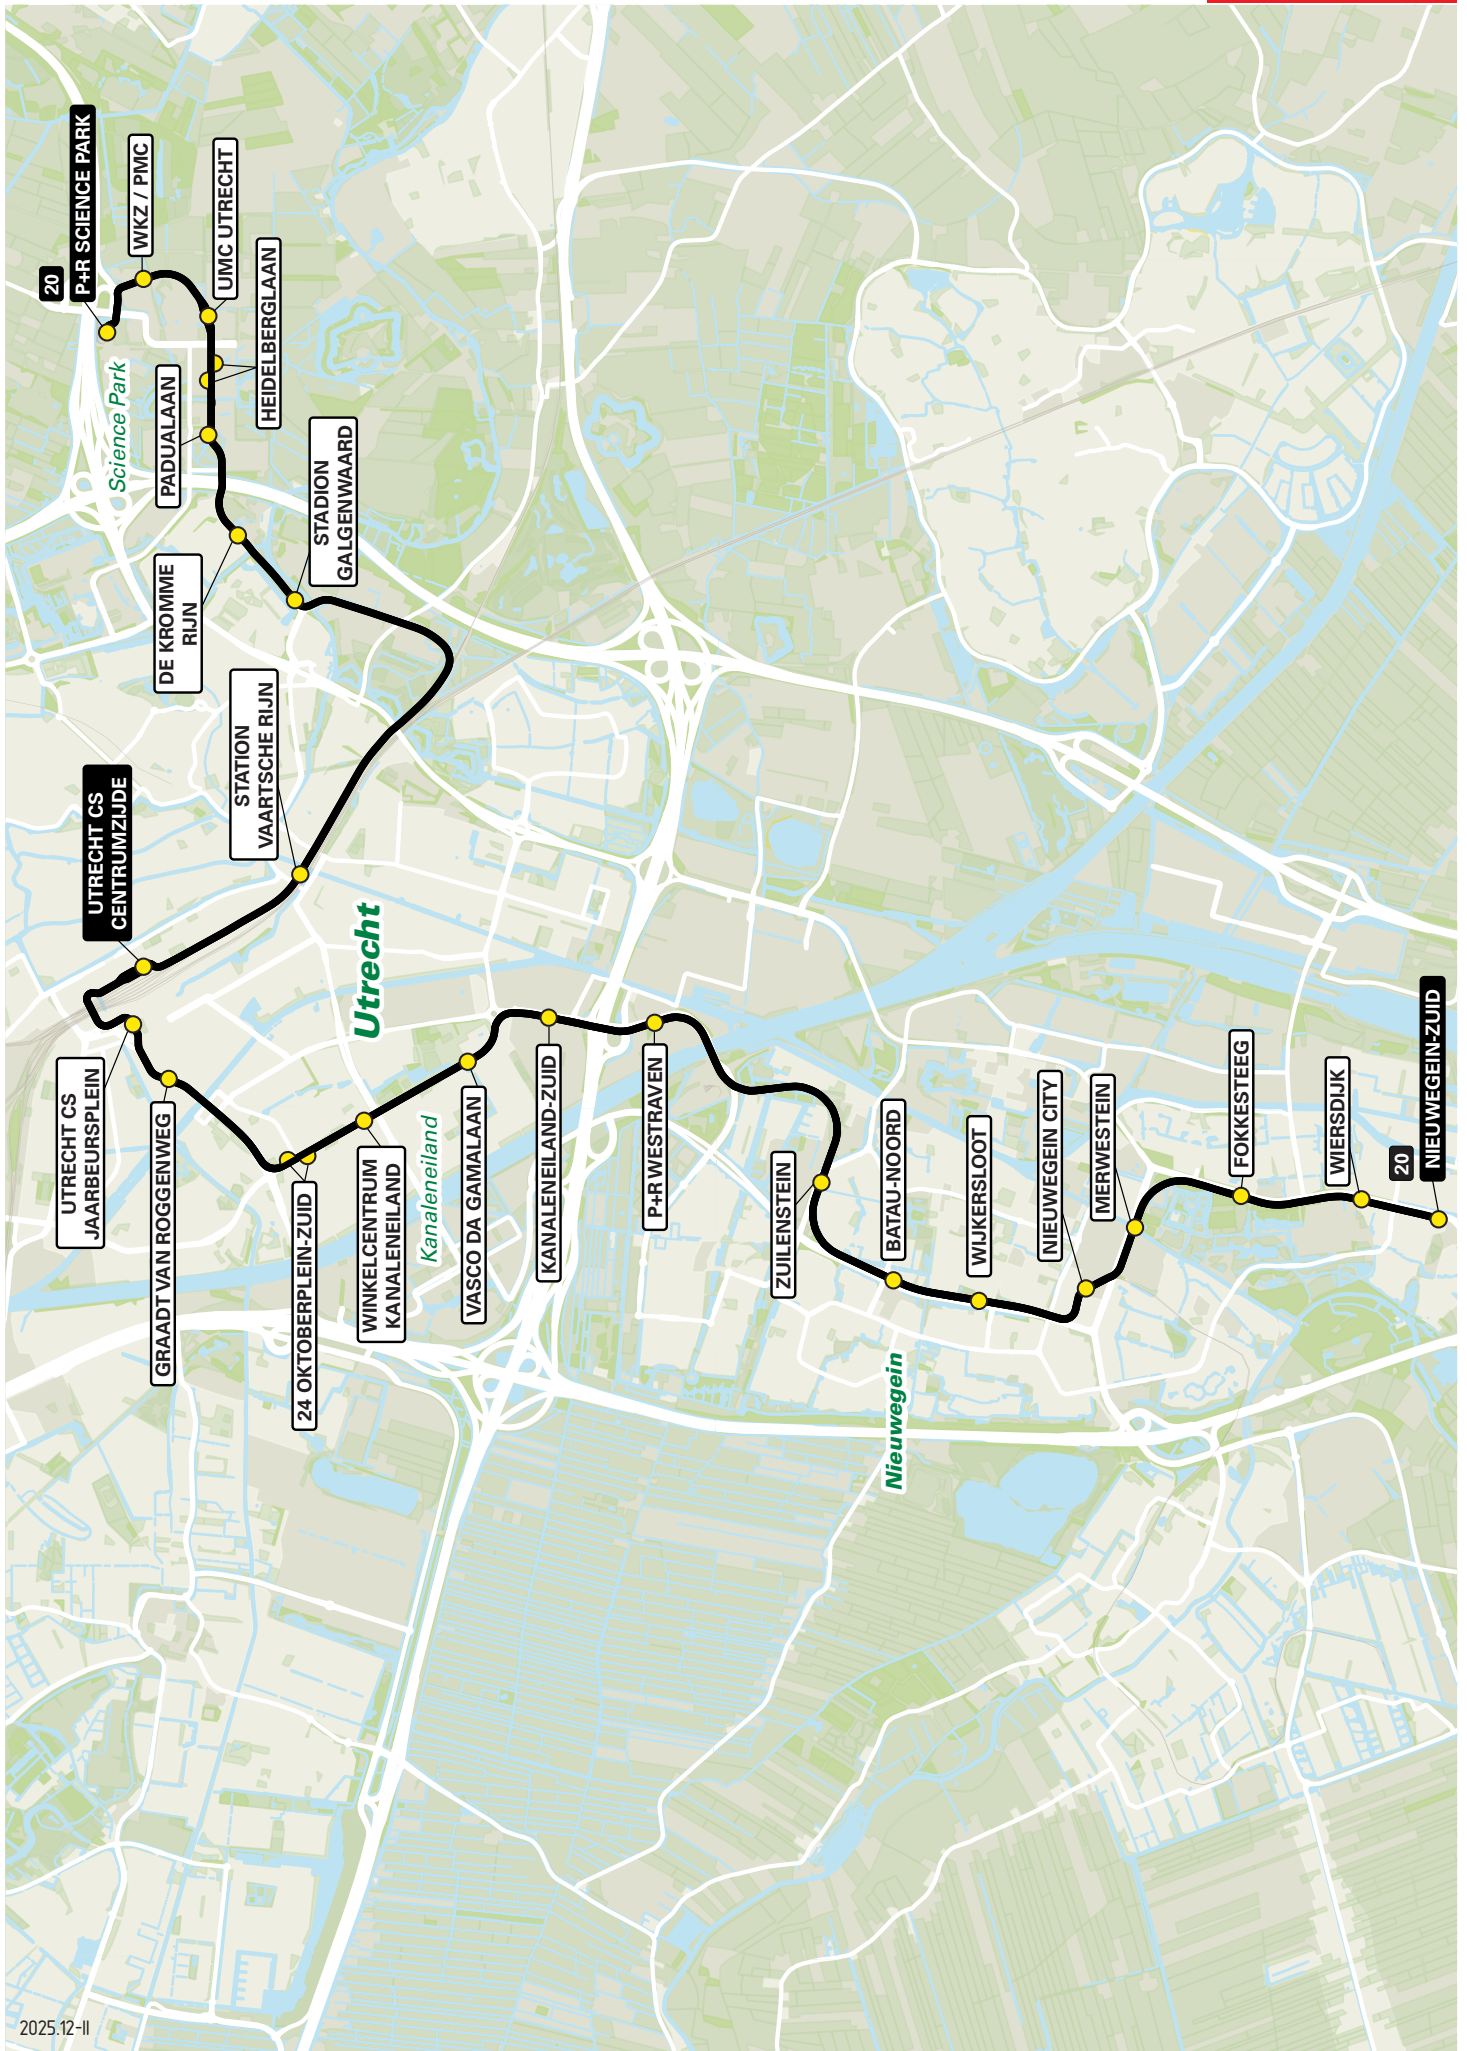 20
P+R SCIENCE PARK
WKZ / PMC
UMC UTRECHT
HEIDELBERGLAAN
Science Park
PADUALAAN
STADION
GALGENWAARD
DE KROMME
RIJN
STATION
VAARTSCHE RIJN
UTRECHT CS
CENTRUMZIJDE
Utrecht
UTRECHT CS
JAARBEURSPLEIN
GRAADT VAN ROGGENWEG
24 OKTOBERPLEIN-ZUID
WINKELCENTRUM
KANALENEILAND
Kanaleneiland
VASCO DA GAMALAAN
KANALENEILAND-ZUID
P+R WESTRAVEN
ZUILENSTEIN
BATAU-NOORD
WIJKERSLOOT
NIEUWEGEIN CITY
MERWESTEIN
Nieuwegein
FOKKESTEEG
WIERSDIJK
20
NIEUWEGEIN-ZUID
2025.12-II